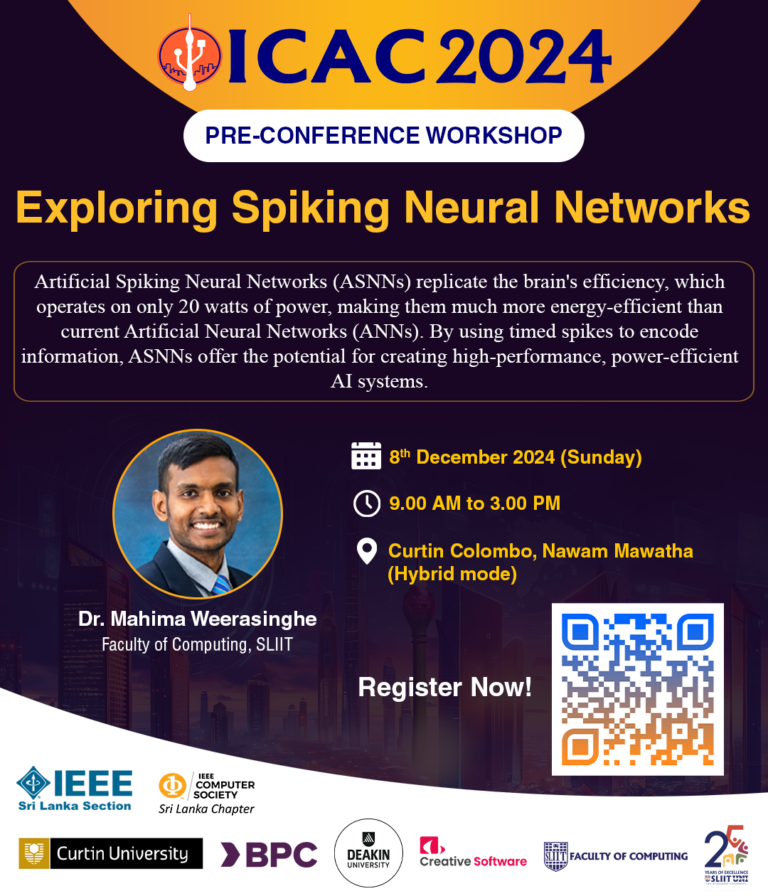 ICAC 2024
PRE-CONFERENCE WORKSHOP
Exploring Spiking Neural Networks
Artificial Spiking Neural Networks (ASNNs) replicate the brain's efficiency, which
operates on only 20 watts of power, making them much more energy-efficient than
current Artificial Neural Networks (ANNs). By using timed spikes to encode
information, ASNNs offer the potential for creating high-performance, power-efficient
AI systems.
8th December 2024 (Sunday)
9.00 AM to 3.00 PM
Curtin Colombo, Nawam Mawatha
(Hybrid mode)
Dr. Mahima Weerasinghe
Faculty of Computing, SLIIT
Register Now!
IEEE
Sri Lanka Section
IEEE
COMPUTER
SOCIETY
Sri Lanka Chapter
Curtin University
BPC
DEAKIN
UNIVERSITY
Creative Software
SLIIT
FACULTY OF COMPUTING
25
YEARS OF EXCELLENCE
SLIIT UNI